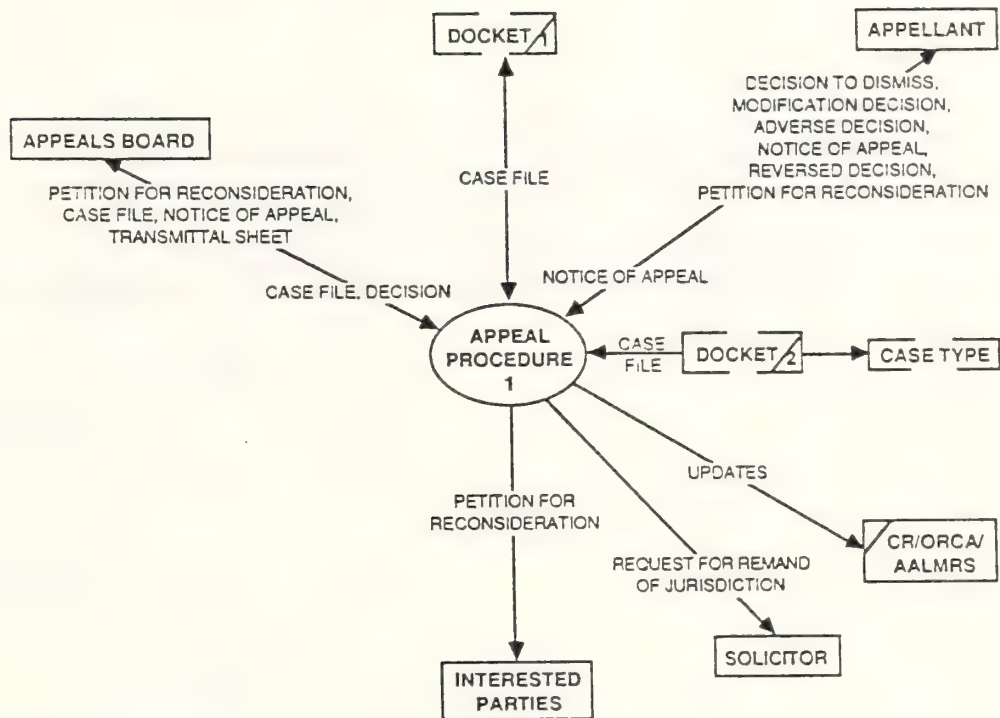 DOCKET 1
APPELLANT
DECISION TO DISMISS,
MODIFICATION DECISION,
ADVERSE DECISION,
NOTICE OF APPEAL,
REVERSED DECISION,
PETITION FOR RECONSIDERATION
APPEALS BOARD
PETITION FOR RECONSIDERATION,
CASE FILE, NOTICE OF APPEAL,
TRANSMITTAL SHEET
CASE FILE
NOTICE OF APPEAL
CASE FILE, DECISION
APPEAL
PROCEDURE
1
CASE
FILE
DOCKET 2
CASE TYPE
UPDATES
PETITION FOR
RECONSIDERATION
CR/ORCA/
AALMRS
REQUEST FOR REMAND
OF JURISDICTION
SOLICITOR
INTERESTED
PARTIES